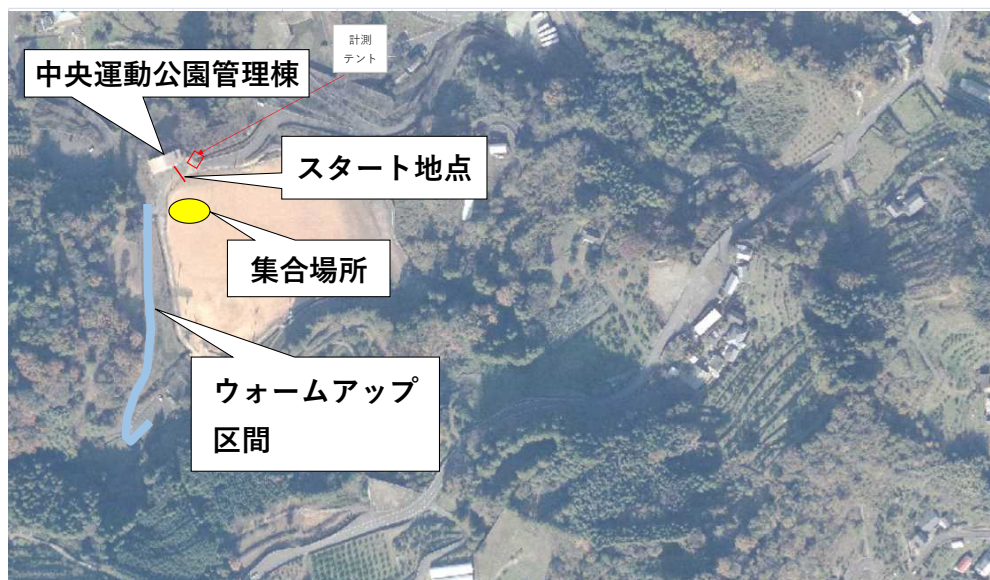 計測
テント
中央運動公園管理棟
スタート地点
集合場所
ウォームアップ
区間